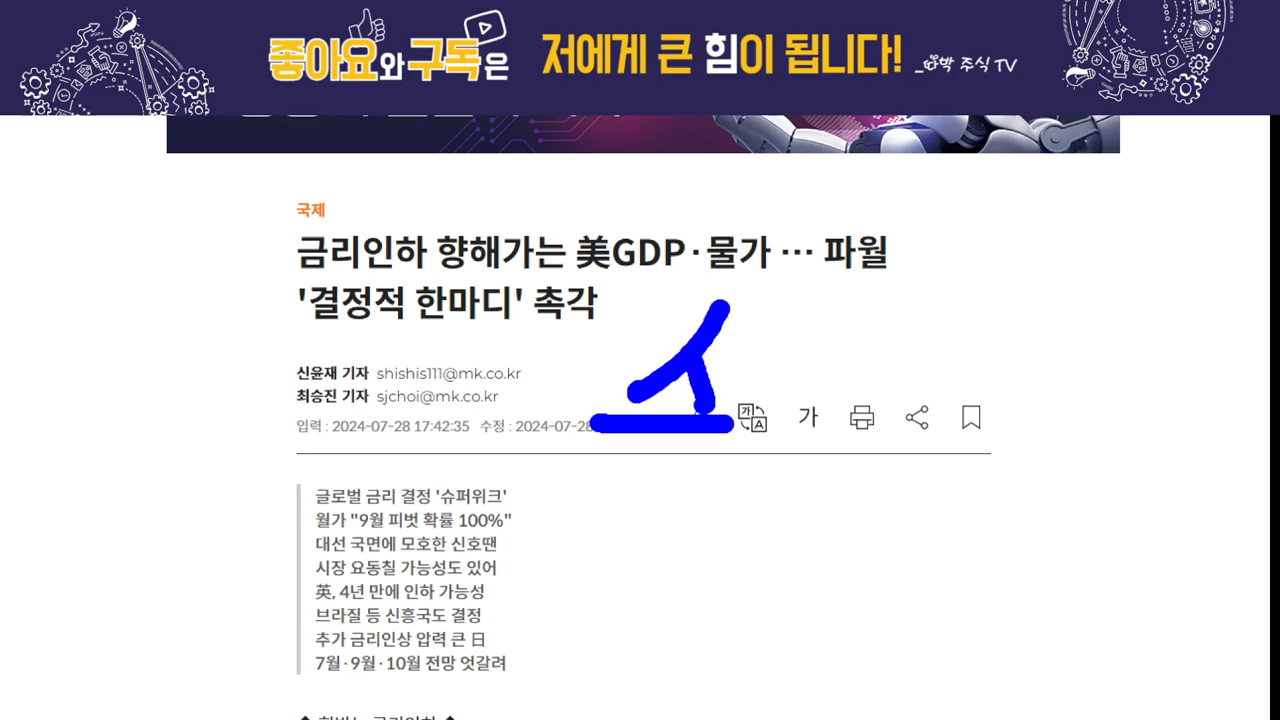 좋아요와 구독은 저에게 큰 힘이 됩니다!
주식 TV
국제
금리인하 향해가는 美GDP·물가 … 파월
'결정적 한마디' 촉각
신윤재 기자 shishis111@mk.co.kr
최승진 기자 sjchoi@mk.co.kr
입력 : 2024-07-28 17:42:35 수정 : 2024-07-28
가
글로벌 금리 결정 '슈퍼위크'
월가 "9월 피벗 확률 100%"
대선 국면에 모호한 신호땐
시장 요동칠 가능성도 있어
英, 4년 만에 인하 가능성
브라질 등 신흥국도 결정
추가 금리인상 압력 큰 日
7월·9월·10월 전망 엇갈려